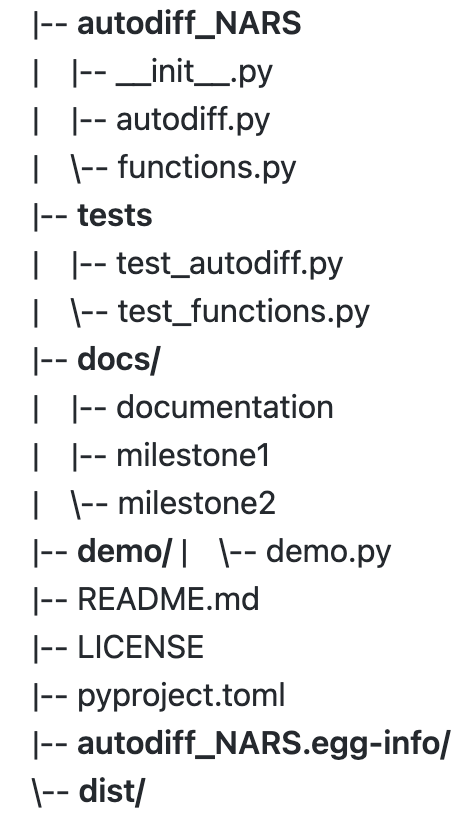 |-- autodiff_NARS
|   |-- __init__.py
|   |-- autodiff.py
|   \-- functions.py
|-- tests
|   |-- test_autodiff.py
|   \-- test_functions.py
|-- docs/
|   |-- documentation
|   |-- milestone1
|   \-- milestone2
|-- demo/ |   \-- demo.py
|-- README.md
|-- LICENSE
|-- pyproject.toml
|-- autodiff_NARS.egg-info/
\-- dist/